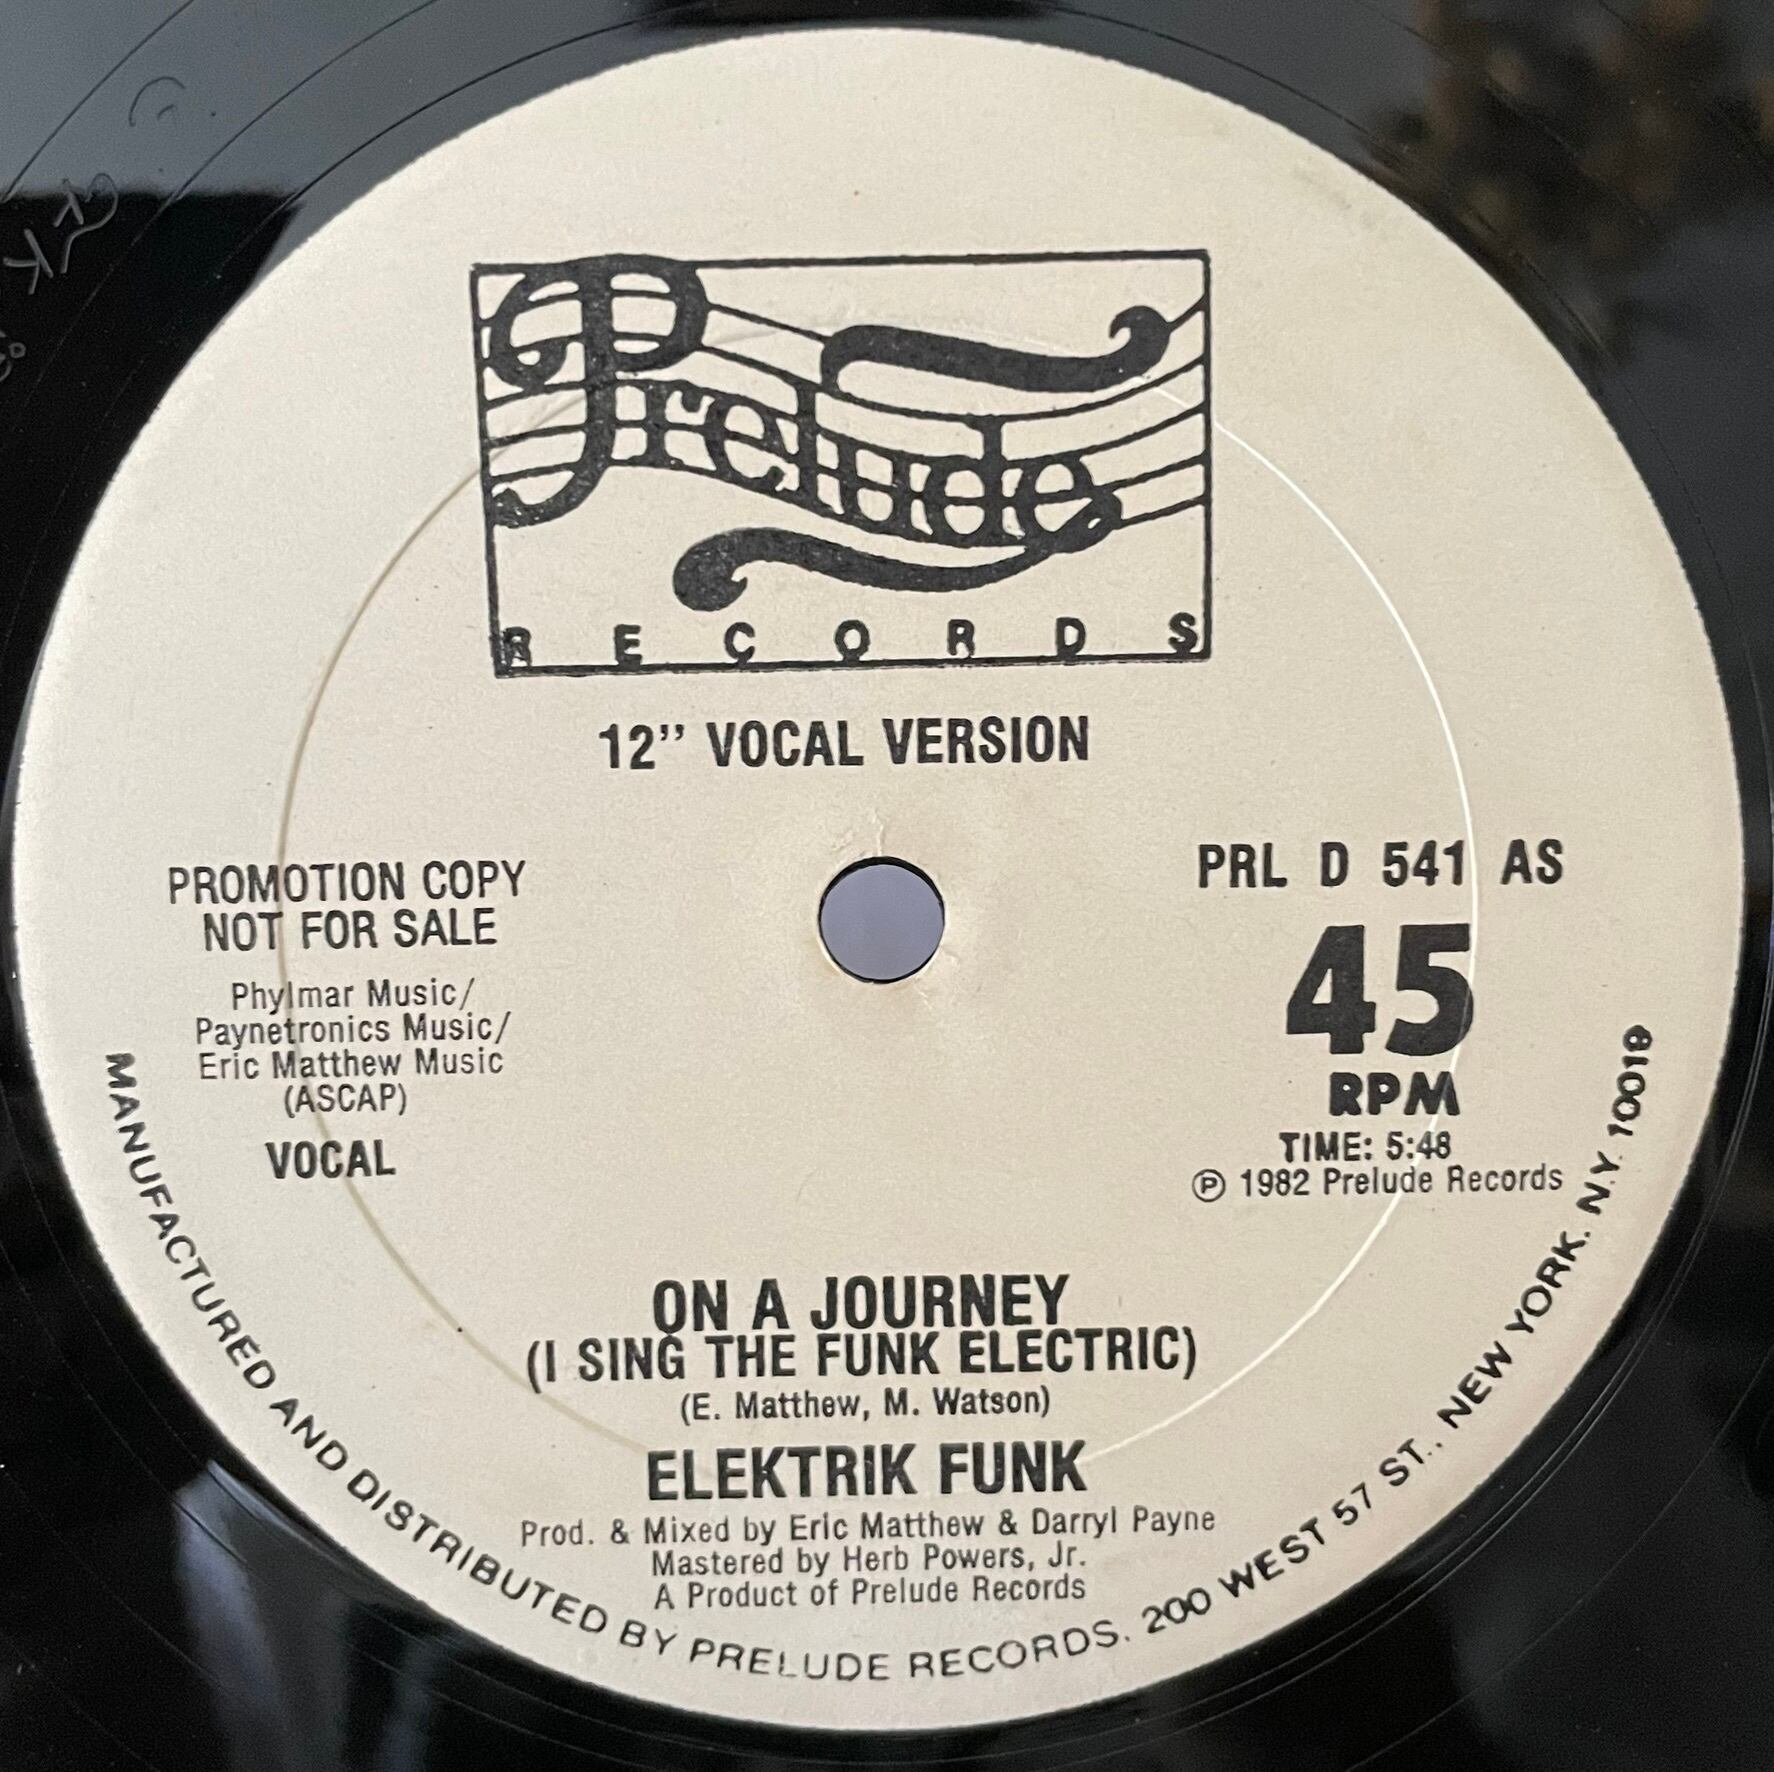 Prelude
RECORDS
12" VOCAL VERSION
PROMOTION COPY
NOT FOR SALE
Phylmar Music/
Paynetronics Music/
Eric Matthew Music
(ASCAP)
VOCAL
PRL D 541 AS
45
RPM
TIME: 5:48
℗ 1982 Prelude Records
ON A JOURNEY
(I SING THE FUNK ELECTRIC)
(E. Matthew, M. Watson)
ELEKTRIK FUNK
Prod. & Mixed by Eric Matthew & Darryl Payne
Mastered by Herb Powers, Jr.
A Product of Prelude Records
MANUFACTURED AND DISTRIBUTED BY PRELUDE RECORDS. 200 WEST 57 ST., NEW YORK. N.Y. 10019